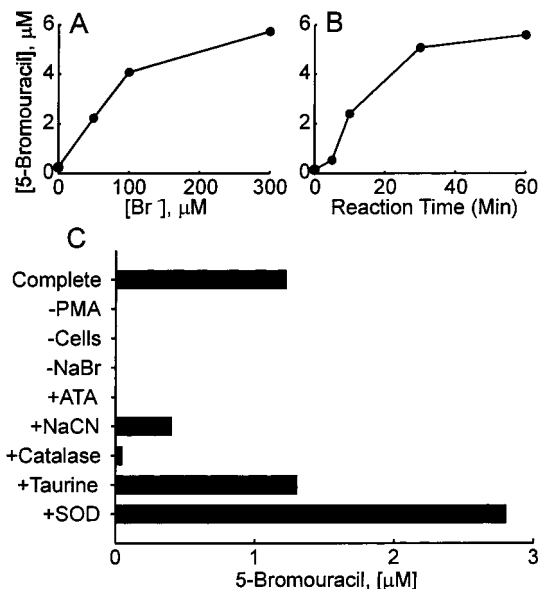 A
[5-Bromouracil], μM
6
4
2
0
0
100
200
300
[Br⁻], μM
B
6
4
2
0
0
20
40
60
Reaction Time (Min)
C
Complete
-PMA
-Cells
-NaBr
+ATA
+NaCN
+Catalase
+Taurine
+SOD
0
1
2
3
5-Bromouracil, [μM]